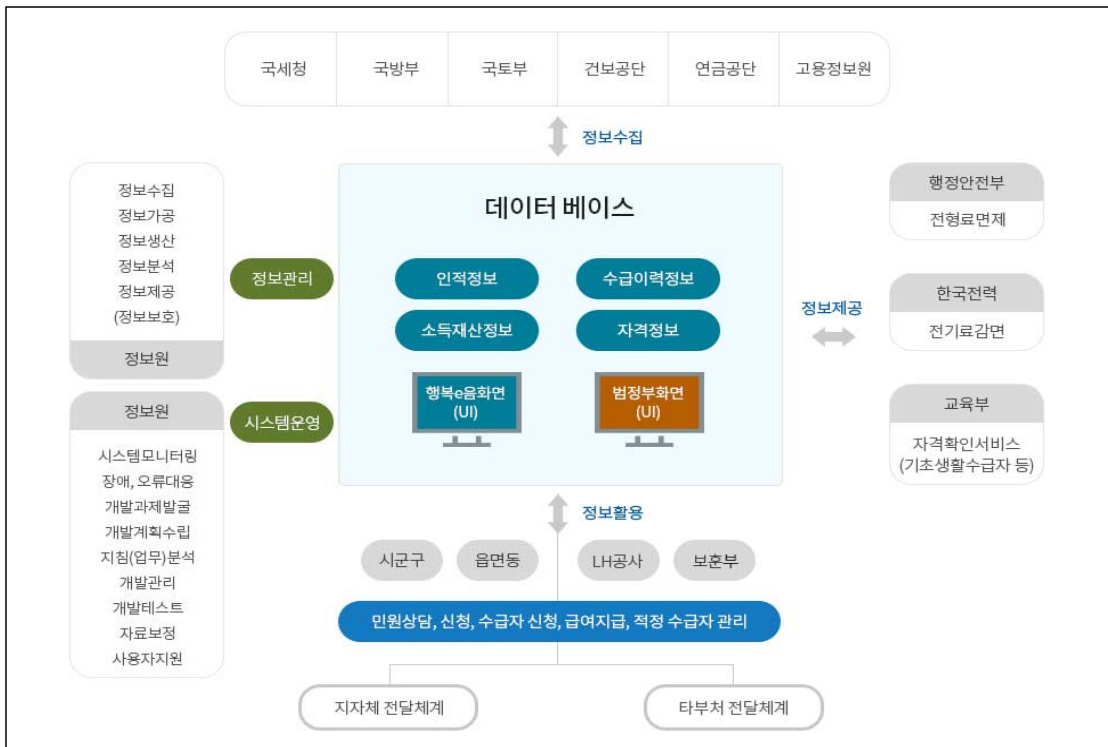 국세청
국방부
국토부
건보공단
연금공단
고용정보원
정보수집
정보수집
정보가공
정보생산
정보분석
정보제공
(정보보호)
정보원
정보관리
데이터 베이스
인적정보
수급이력정보
소득재산정보
자격정보
행복e음화면
(UI)
범정부화면
(UI)
정보제공
행정안전부
전형료면제
한국전력
전기료감면
교육부
자격확인서비스
(기초생활수급자 등)
정보원
시스템모니터링
장애, 오류대응
개발과제발굴
개발계획수립
지침(업무)분석
개발관리
개발테스트
자료보정
사용자지원
시스템운영
정보활용
시군구
읍면동
LH공사
보훈부
민원상담, 신청, 수급자 신청, 급여지급, 적정 수급자 관리
지자체 전달체계
타부처 전달체계